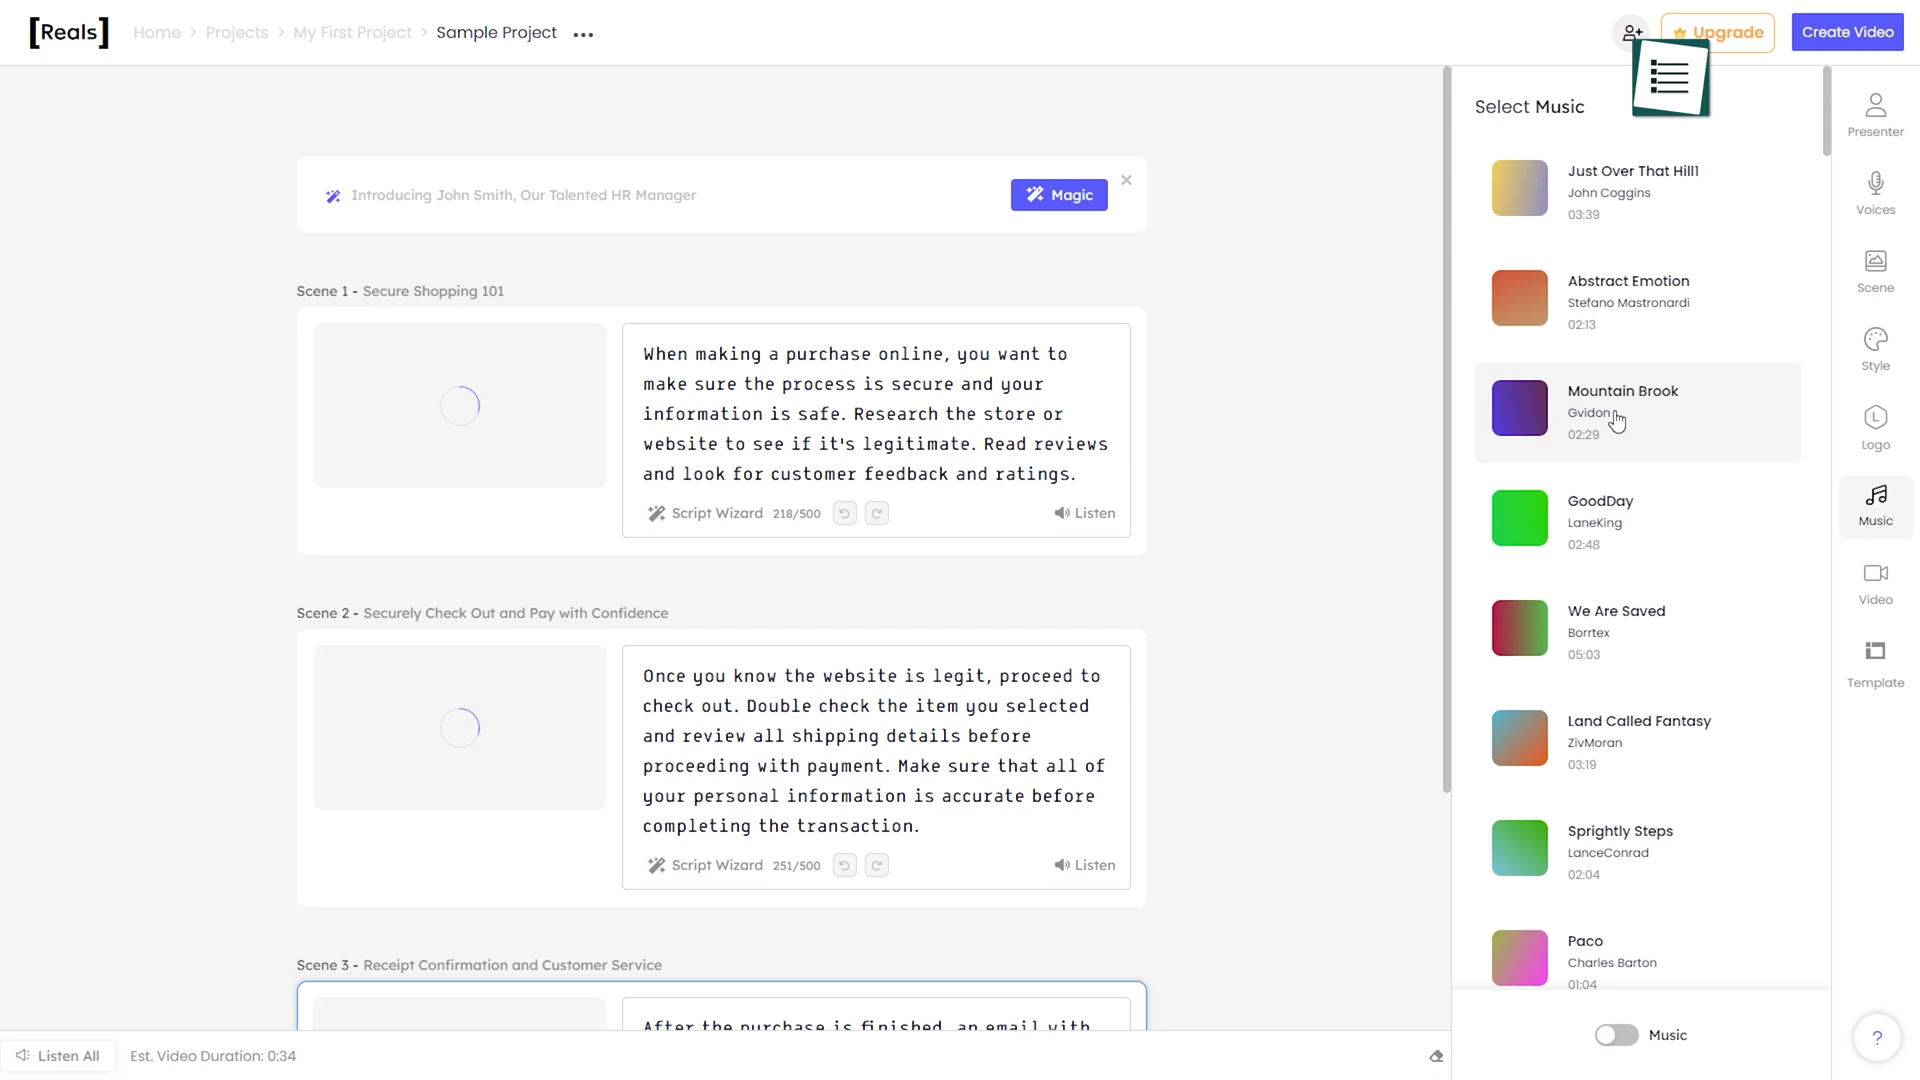 [Reals]
Home > Projects > My First Project > Sample Project
Upgrade
Create Video
Introducing John Smith, Our Talented HR Manager
Magic
Scene 1 - Secure Shopping 101
When making a purchase online, you want to
make sure the process is secure and your
information is safe. Research the store or
website to see if it's legitimate. Read reviews
and look for customer feedback and ratings.
Script Wizard 218/500
Listen
Scene 2 - Securely Check Out and Pay with Confidence
Once you know the website is legit, proceed to
check out. Double check the item you selected
and review all shipping details before
proceeding with payment. Make sure that all of
your personal information is accurate before
completing the transaction.
Script Wizard 251/500
Listen
Scene 3 - Receipt Confirmation and Customer Service
After the purchase is finished, an email with
Listen All
Est. Video Duration: 0:34
Select Music
Just Over That Hill1
John Coggins
03:39
Abstract Emotion
Stefano Mastronardi
02:13
Mountain Brook
Gvidon
02:29
GoodDay
LaneKing
02:48
We Are Saved
Borrtex
05:03
Land Called Fantasy
ZivMoran
03:19
Sprightly Steps
LanceConrad
02:04
Paco
Charles Barton
01:04
Music
Presenter
Voices
Scene
Style
L
Logo
Music
Video
Template
?